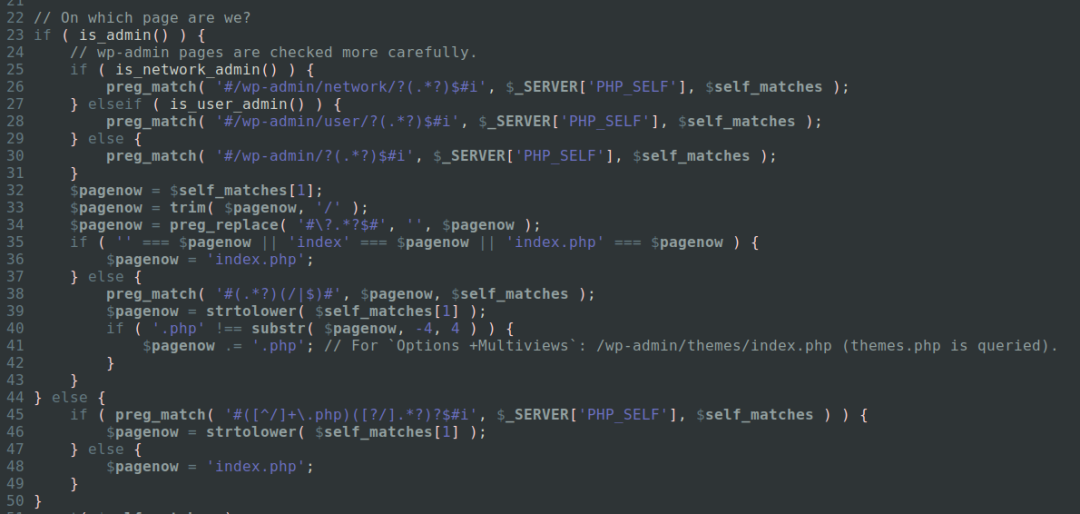 21
22 // On which page are we?
23 if ( is_admin() ) {
24     // wp-admin pages are checked more carefully.
25     if ( is_network_admin() ) {
26         preg_match( '#/wp-admin/network/?(.*?)$#i', $_SERVER['PHP_SELF'], $self_matches );
27     } elseif ( is_user_admin() ) {
28         preg_match( '#/wp-admin/user/?(.*?)$#i', $_SERVER['PHP_SELF'], $self_matches );
29     } else {
30         preg_match( '#/wp-admin/?(.*?)$#i', $_SERVER['PHP_SELF'], $self_matches );
31     }
32     $pagenow = $self_matches[1];
33     $pagenow = trim( $pagenow, '/' );
34     $pagenow = preg_replace( '#\?.*?$#', '', $pagenow );
35     if ( '' === $pagenow || 'index' === $pagenow || 'index.php' === $pagenow ) {
36         $pagenow = 'index.php';
37     } else {
38         preg_match( '#(.*?)(/|$)#', $pagenow, $self_matches );
39         $pagenow = strtolower( $self_matches[1] );
40         if ( '.php' !== substr( $pagenow, -4, 4 ) ) {
41             $pagenow .= '.php'; // For `Options +Multiviews`: /wp-admin/themes/index.php (themes.php is queried).
42         }
43     }
44 } else {
45     if ( preg_match( '#([^/]+\.php)([?/].*?)?$#i', $_SERVER['PHP_SELF'], $self_matches ) ) {
46         $pagenow = strtolower( $self_matches[1] );
47     } else {
48         $pagenow = 'index.php';
49     }
50 }